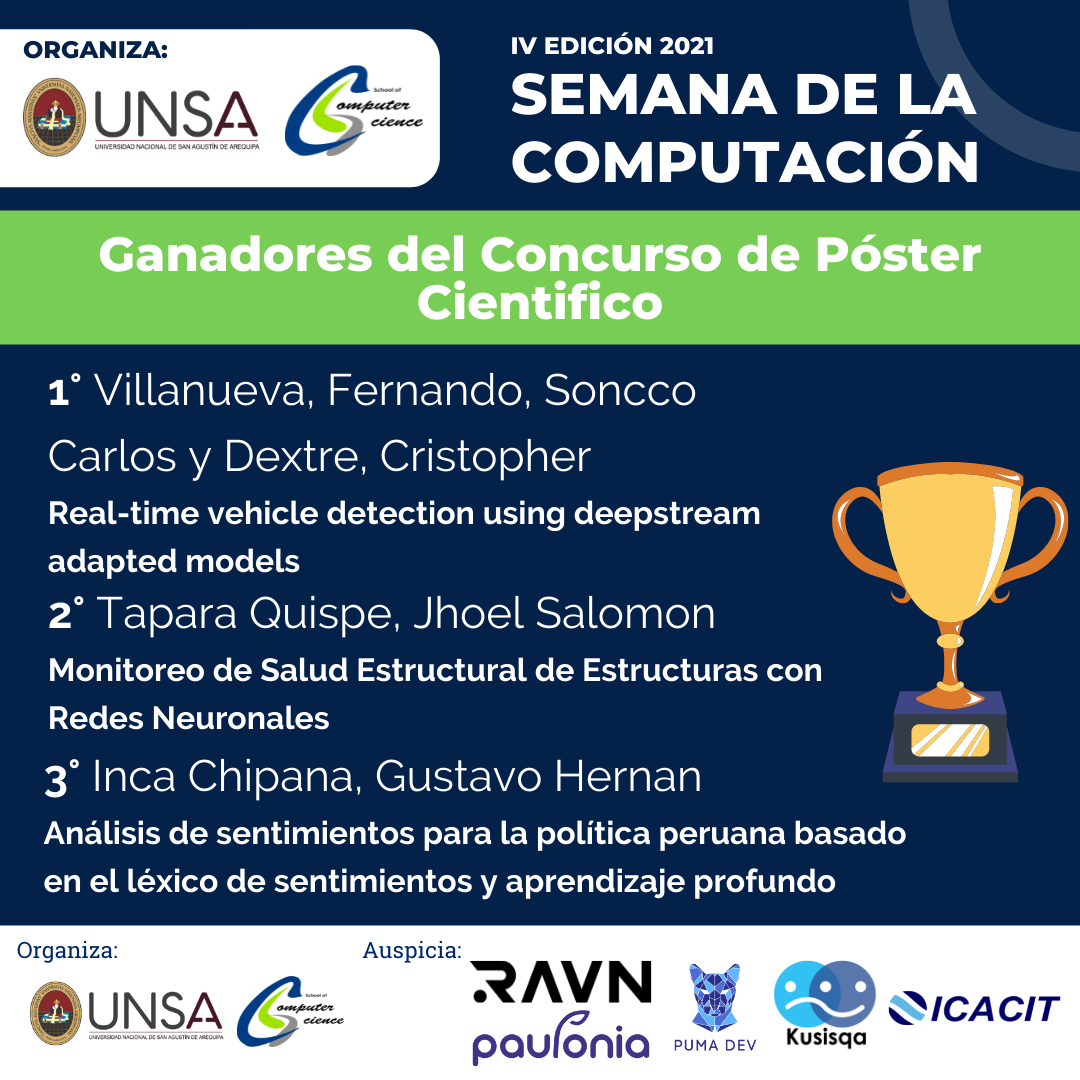 ORGANIZA:
UNSA
UNIVERSIDAD NACIONAL DE SAN AGUSTÍN DE AREQUIPA
School of
Computer
Science
IV EDICIÓN 2021
SEMANA DE LA
COMPUTACIÓN
Ganadores del Concurso de Póster
Cientifico
1° Villanueva, Fernando, Soncco
Carlos y Dextre, Cristopher
Real-time vehicle detection using deepstream
adapted models
2° Tapara Quispe, Jhoel Salomon
Monitoreo de Salud Estructural de Estructuras con
Redes Neuronales
3° Inca Chipana, Gustavo Hernan
Análisis de sentimientos para la política peruana basado
en el léxico de sentimientos y aprendizaje profundo
Organiza:
UNSA
UNIVERSIDAD NACIONAL DE SAN AGUSTÍN DE AREQUIPA
School of
Computer
Science
Auspicia:
RAVN
paulonia
PUMA DEV
Kusisqa
ICACIT